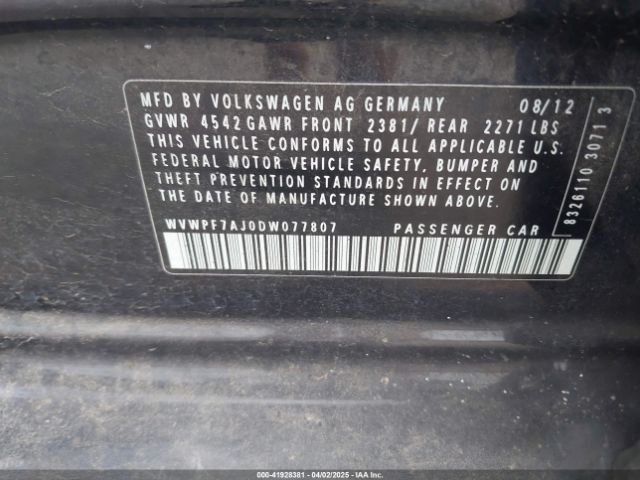 MFD BY VOLKSWAGEN AG GERMANY 08/12
GVWR 4542 GAWR FRONT 2381/ REAR 2271 LBS
THIS VEHICLE CONFORMS TO ALL APPLICABLE U.S.
FEDERAL MOTOR VEHICLE SAFETY, BUMPER AND
THEFT PREVENTION STANDARDS IN EFFECT ON
THE DATE OF MANUFACTURE SHOWN ABOVE.
WVWPF7AJ0DW077807 PASSENGER CAR
8326110 3071 3
000-41928381 - 04/02/2025 - IAA, Inc.